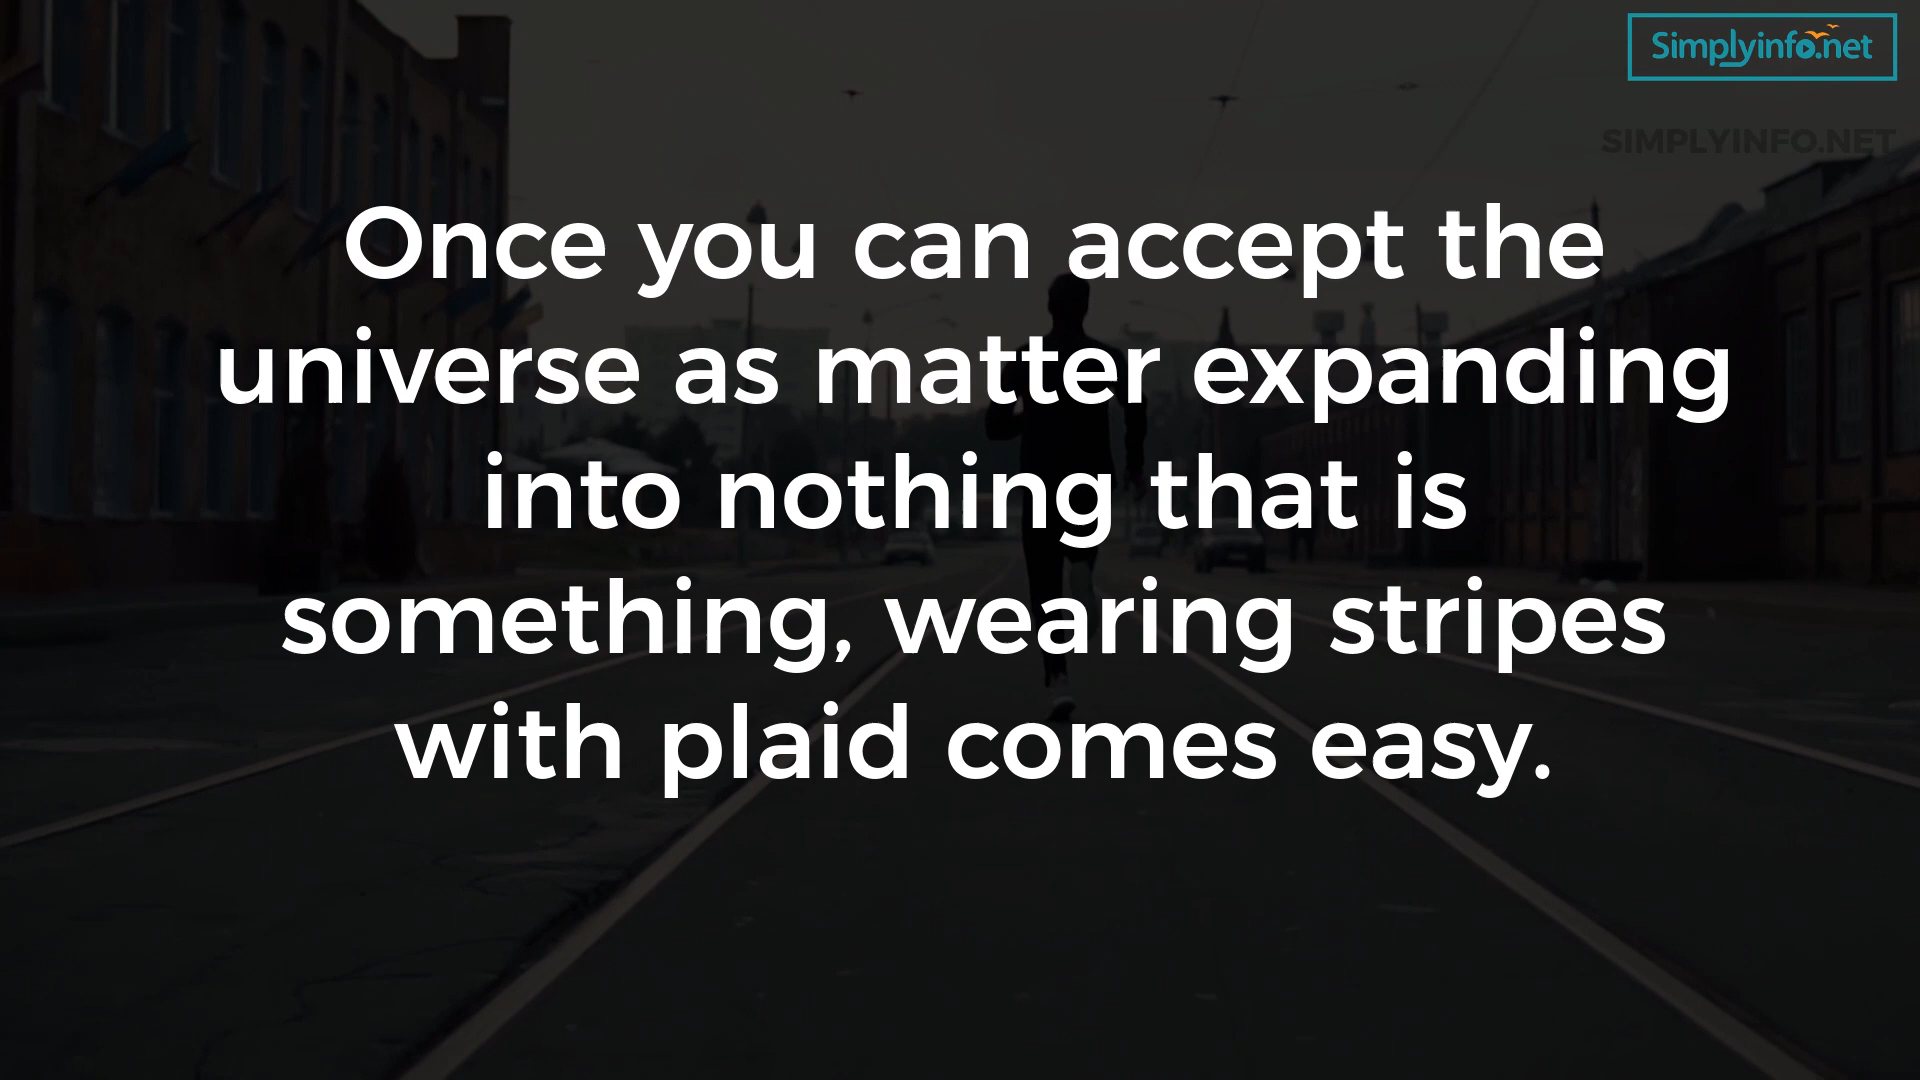 Simplyinfo.net
SIMPLYINFO.NET
Once you can accept the
universe as matter expanding
into nothing that is
something, wearing stripes
with plaid comes easy.